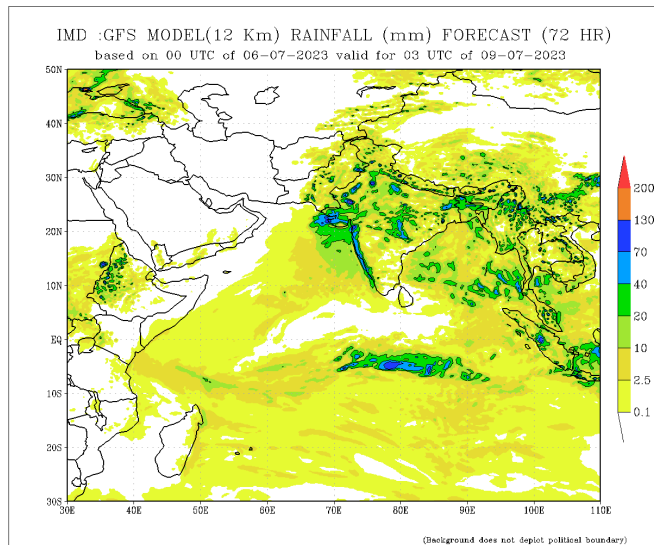 IMD :GFS MODEL(12 Km) RAINFALL (mm) FORECAST (72 HR)
based on 00 UTC of 06-07-2023 valid for 03 UTC of 09-07-2023
50N
40N
30N
20N
10N
EQ
10S
20S
30S
30E 40E 50E 60E 70E 80E 90E 100E 110E
200
130
70
40
20
10
2.5
0.1
(Background does not depict political boundary)